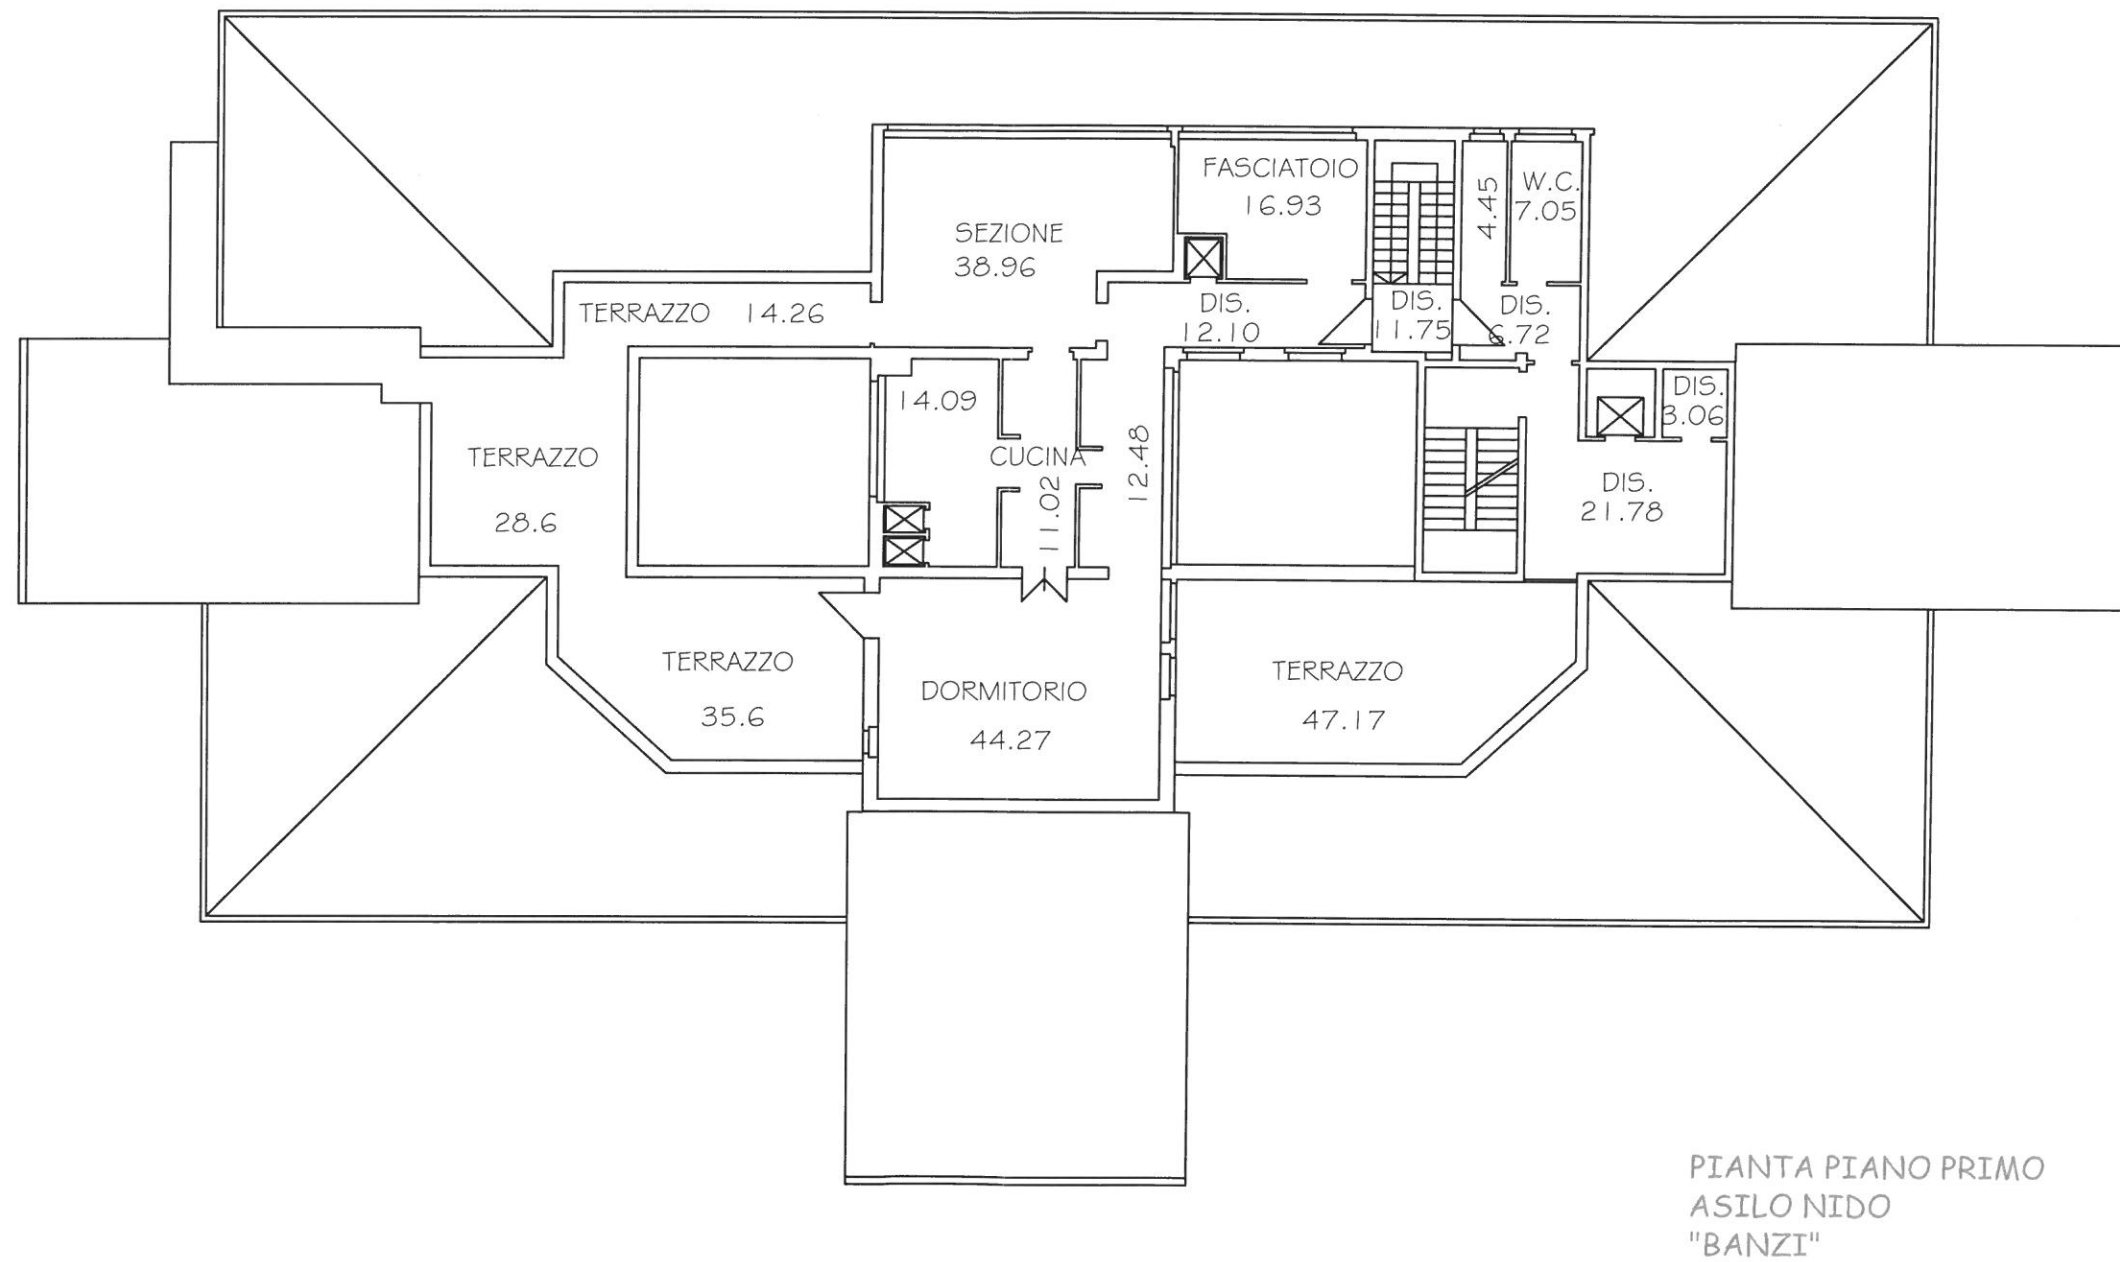 FASCIATOIO
16.93
4.45
W.C.
7.05
SEZIONE
38.96
TERRAZZO 14.26
DIS.
12.10
DIS.
11.75
DIS.
6.72
14.09
DIS.
3.06
TERRAZZO
28.6
CUCINA
11.02
12.48
DIS.
21.78
TERRAZZO
35.6
DORMITORIO
44.27
TERRAZZO
47.17
PIANTA PIANO PRIMO
ASILO NIDO
"BANZI"